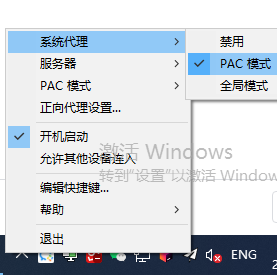 系统代理
服务器
PAC 模式
正向代理设置...
开机启动
允许其他设备连入
编辑快捷键...
帮助
退出
禁用
PAC 模式
全局模式
激活 Windows
转到"设置"以激活 Window
ENG
2